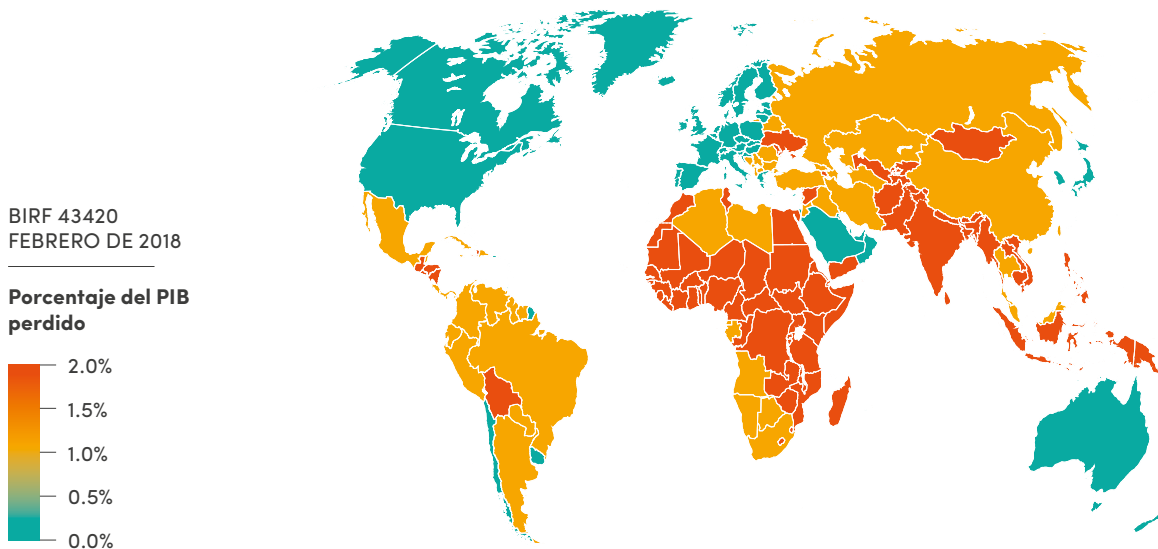 BIRF 43420
FEBRERO DE 2018
Porcentaje del PIB
perdido
2.0%
1.5%
1.0%
0.5%
0.0%